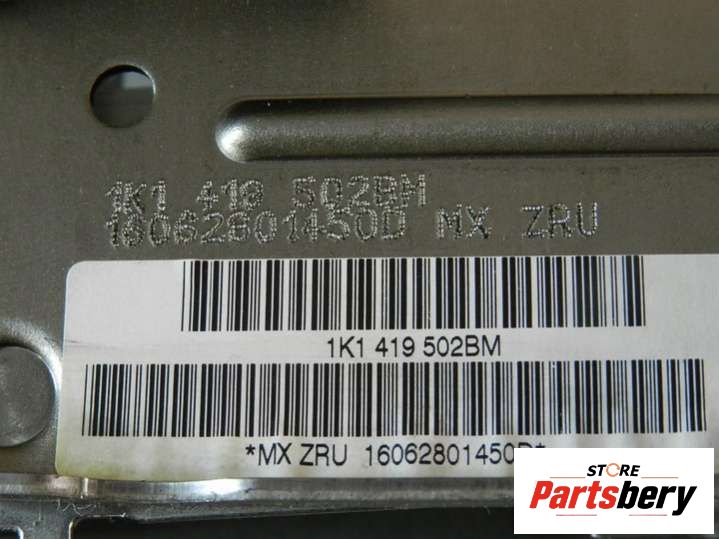 1K1 419 502BM
16062801450D MX ZRU
1K1 419 502BM
*MX ZRU 16062801450D*
STORE
Partsbery